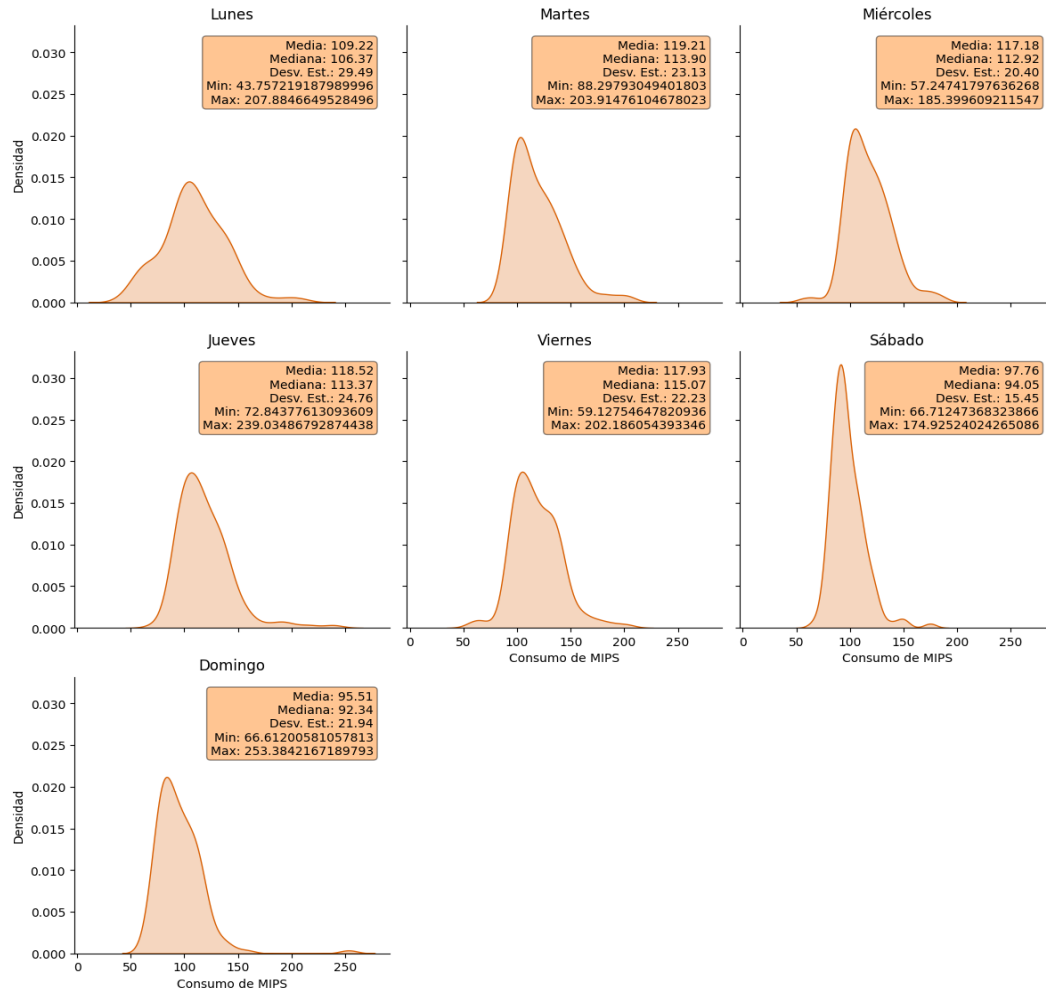 Lunes
Martes
Miércoles
Media: 109.22
Mediana: 106.37
Desv. Est.: 29.49
Min: 43.757219187989996
Max: 207.8846649528496
Media: 119.21
Mediana: 113.90
Desv. Est.: 23.13
Min: 88.29793049401803
Max: 203.91476104678023
Media: 117.18
Mediana: 112.92
Desv. Est.: 20.40
Min: 57.24741797636268
Max: 185.399609211547
0.030
0.025
0.020
0.015
0.010
0.005
0.000
Densidad
Jueves
Viernes
Sábado
Media: 118.52
Mediana: 113.37
Desv. Est.: 24.76
Min: 72.84377613093609
Max: 239.03486792874438
Media: 117.93
Mediana: 115.07
Desv. Est.: 22.23
Min: 59.12754647820936
Max: 202.186054393346
Media: 97.76
Mediana: 94.05
Desv. Est.: 15.45
Min: 66.71247368323866
Max: 174.92524024265086
0.030
0.025
0.020
0.015
0.010
0.005
0.000
Densidad
0 50 100 150 200 250
Consumo de MIPS
0 50 100 150 200 250
Consumo de MIPS
Domingo
Media: 95.51
Mediana: 92.34
Desv. Est.: 21.94
Min: 66.61200581057813
Max: 253.3842167189793
0.030
0.025
0.020
0.015
0.010
0.005
0.000
Densidad
0 50 100 150 200 250
Consumo de MIPS